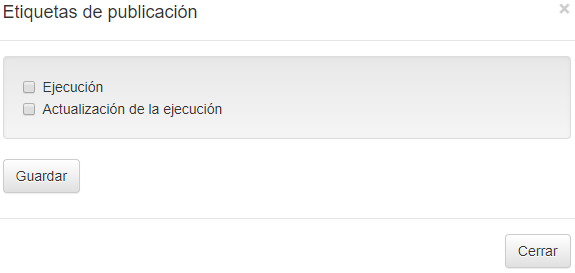 Etiquetas de publicación
×
Ejecución
Actualización de la ejecución
Guardar
Cerrar